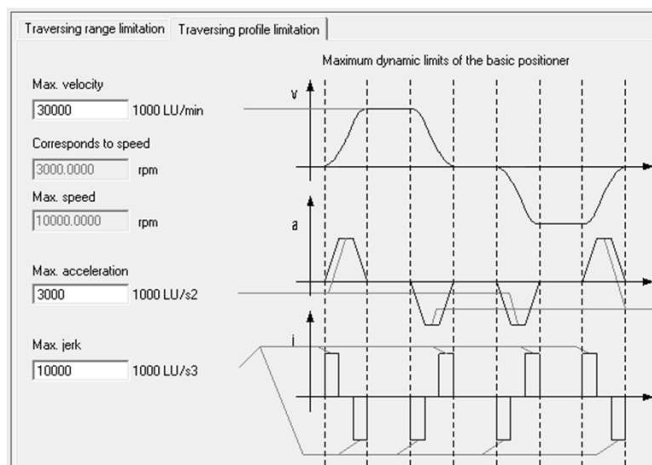 Traversing range limitation
Traversing profile limitation
Maximum dynamic limits of the basic positioner
Max. velocity
30000 1000 LU/min
Corresponds to speed
3000.0000 rpm
Max. speed
10000.0000 rpm
Max. acceleration
3000 1000 LU/s2
Max. jerk
10000 1000 LU/s3
v
a
j